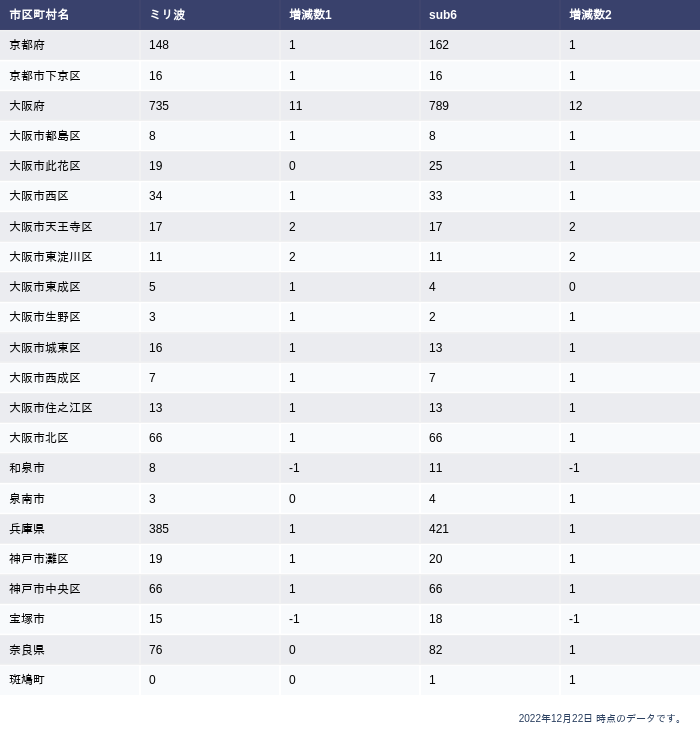 市区町村名 ミリ波 増減数1 sub6 増減数2
京都府 148 1 162 1
京都市下京区 16 1 16 1
大阪府 735 11 789 12
大阪市都島区 8 1 8 1
大阪市此花区 19 0 25 1
大阪市西区 34 1 33 1
大阪市天王寺区 17 2 17 2
大阪市東淀川区 11 2 11 2
大阪市東成区 5 1 4 0
大阪市生野区 3 1 2 1
大阪市城東区 16 1 13 1
大阪市西成区 7 1 7 1
大阪市住之江区 13 1 13 1
大阪市北区 66 1 66 1
和泉市 8 -1 11 -1
泉南市 3 0 4 1
兵庫県 385 1 421 1
神戸市灘区 19 1 20 1
神戸市中央区 66 1 66 1
宝塚市 15 -1 18 -1
奈良県 76 0 82 1
斑鳩町 0 0 1 1
2022年12月22日 時点のデータです。